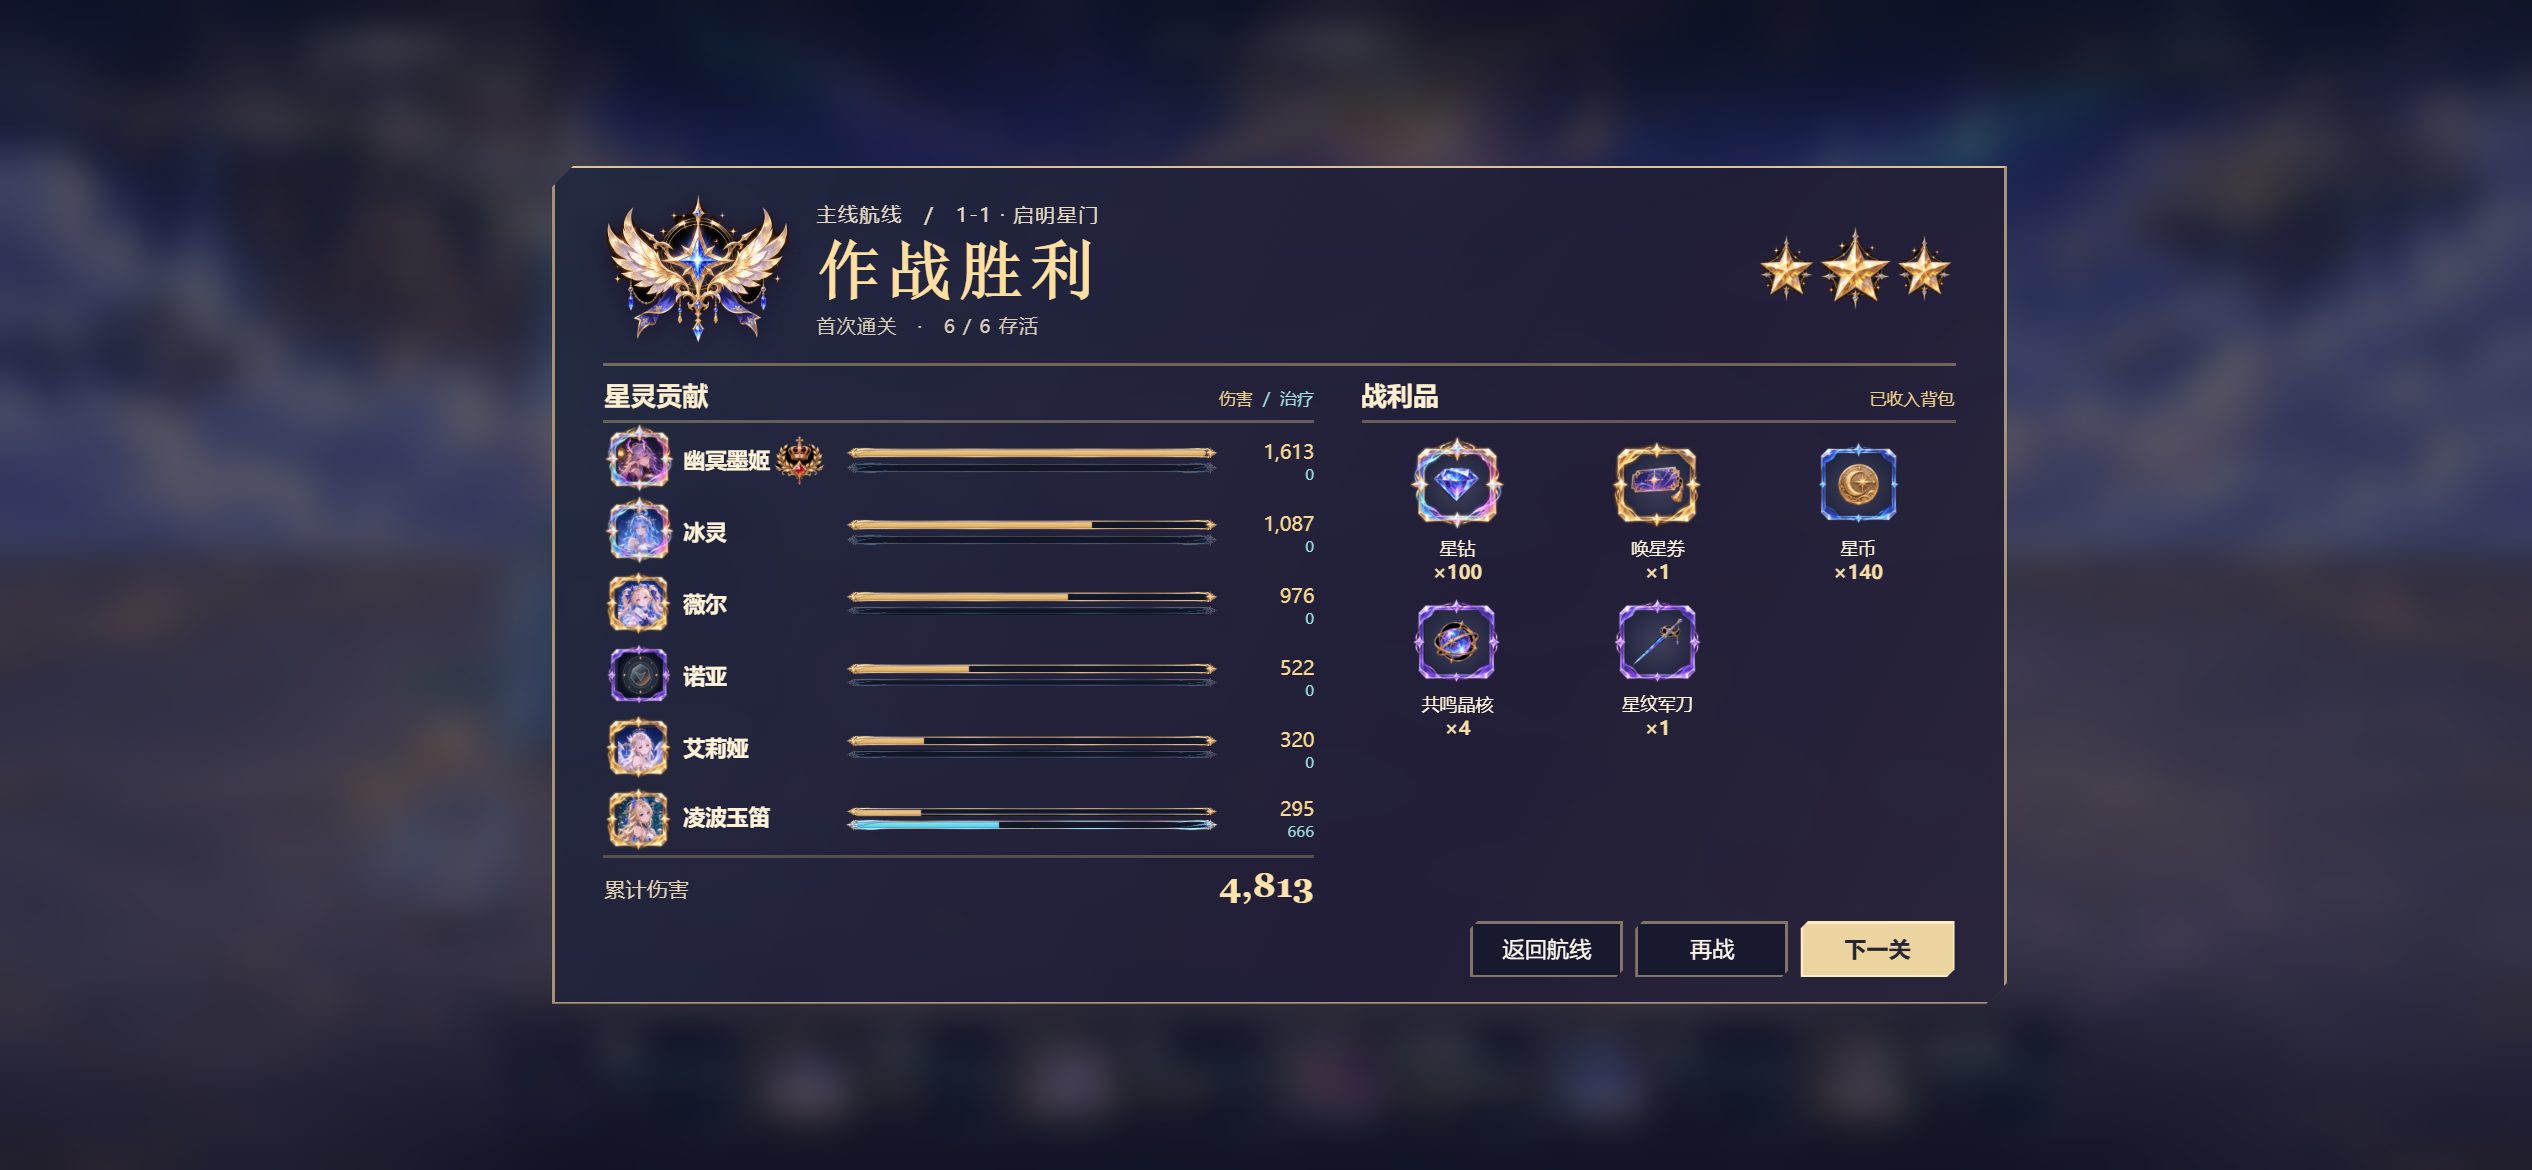 主线航线 / 1-1 · 启明星门
作战胜利
首次通关 · 6 / 6 存活
星灵贡献 伤害 / 治疗
幽冥墨姬 1,613
0
冰灵 1,087
0
薇尔 976
0
诺亚 522
0
艾莉娅 320
0
凌波玉笛 295
666
累计伤害 4,813
战利品 已收入背包
星钻 唤星券 星币
×100 ×1 ×140
共鸣晶核 星纹军刀
×4 ×1
返回航线 再战 下一关